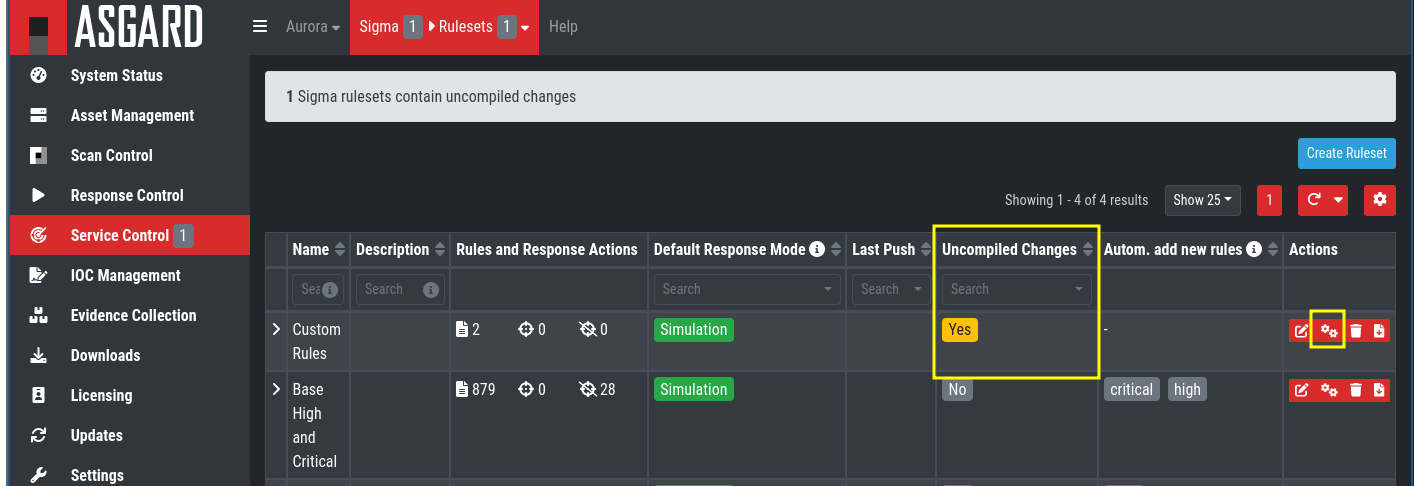 ASGARD
Aurora
Sigma 1 Rulesets 1
Help
System Status
Asset Management
Scan Control
Response Control
Service Control 1
IOC Management
Evidence Collection
Downloads
Licensing
Updates
Settings
1 Sigma rulesets contain uncompiled changes
Create Ruleset
Showing 1 - 4 of 4 results Show 25 1
Name Description Rules and Response Actions Default Response Mode Last Push Uncompiled Changes Autom. add new rules Actions
Sea Search Search Search Search
Custom 2 0 0 Simulation Yes -
Rules
Base 879 0 28 Simulation No critical high
High
and
Critical